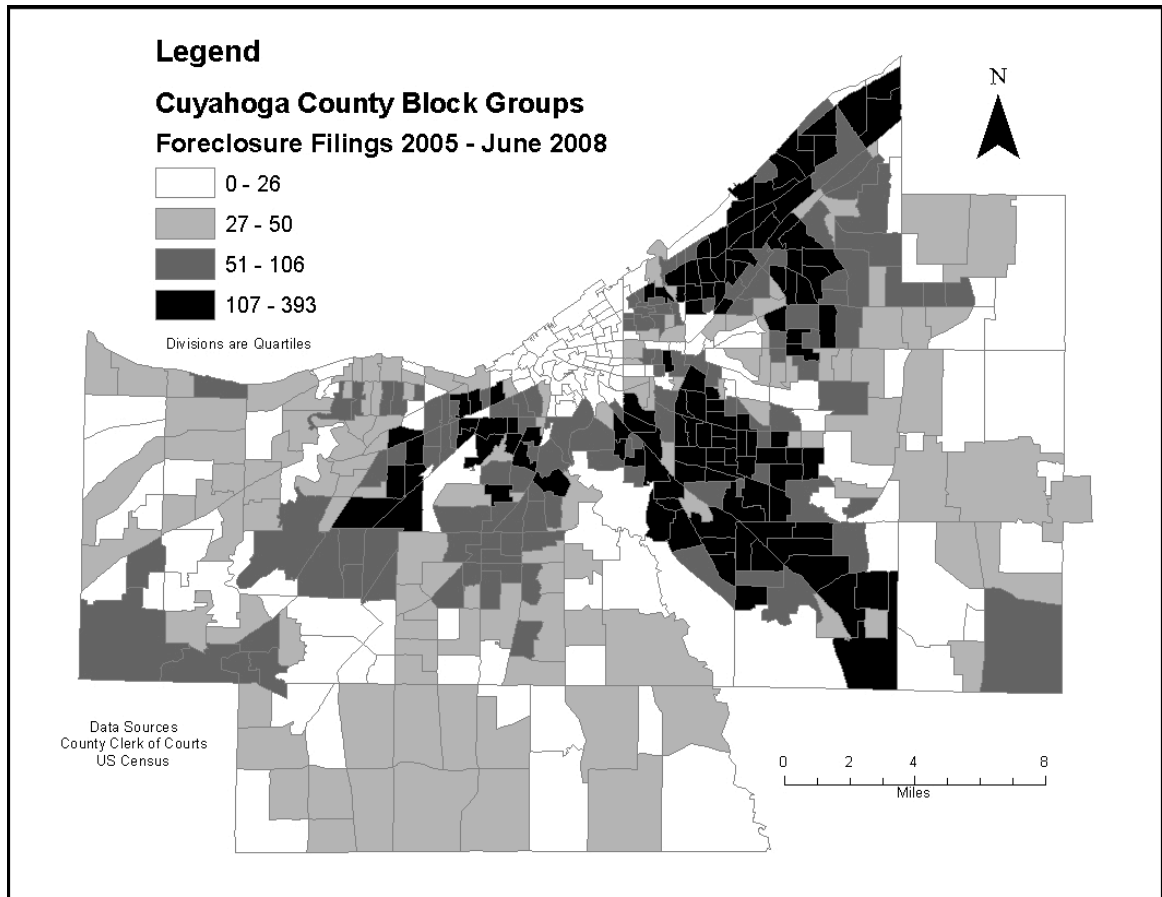 Legend
Cuyahoga County Block Groups
Foreclosure Filings 2005 - June 2008
0 - 26
27 - 50
51 - 106
107 - 393
Divisions are Quartiles
N
Data Sources
County Clerk of Courts
US Census
0 2 4 6 8
Miles